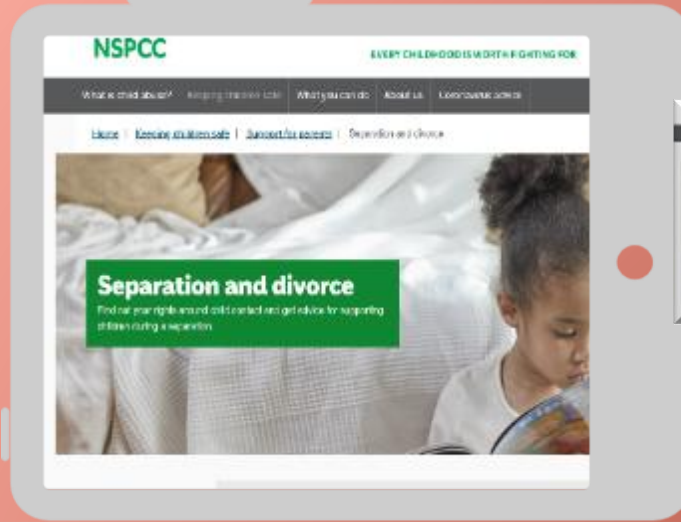 NSPCC
EVERY CHILDHOOD IS WORTH FIGHTING FOR
What is child abuse? Keeping children safe What you can do About us Coronavirus advice
Home | Keeping children safe | Support for parents | Separation and divorce
Separation and divorce
Find out your rights around child contact and get advice for supporting
children during a separation.